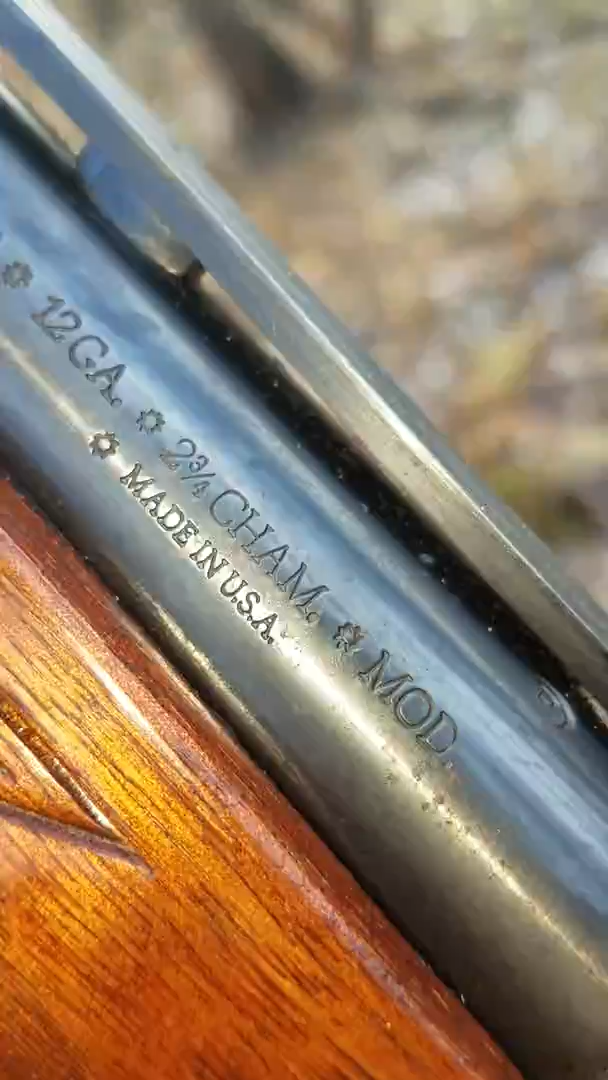 ✿ 12 GA. ✿ 2¾ CHAM. ✿ MOD.
✿ MADE IN U.S.A.